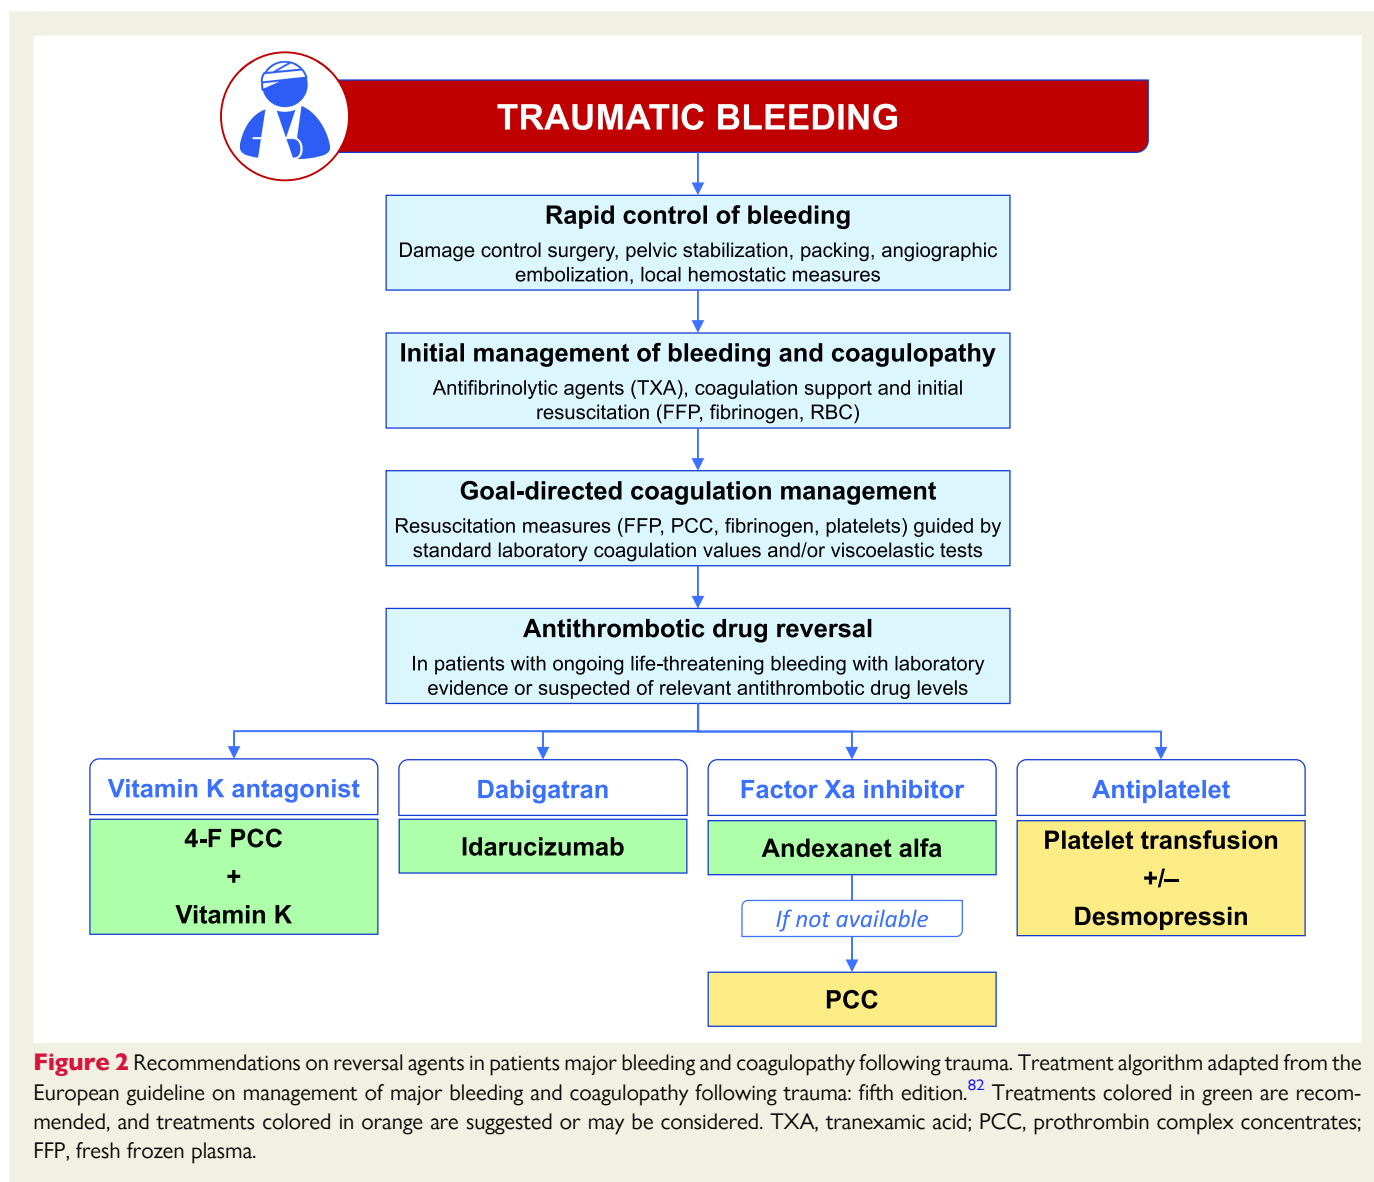 TRAUMATIC BLEEDING
Rapid control of bleeding
Damage control surgery, pelvic stabilization, packing, angiographic
embolization, local hemostatic measures
Initial management of bleeding and coagulopathy
Antifibrinolytic agents (TXA), coagulation support and initial
resuscitation (FFP, fibrinogen, RBC)
Goal-directed coagulation management
Resuscitation measures (FFP, PCC, fibrinogen, platelets) guided by
standard laboratory coagulation values and/or viscoelastic tests
Antithrombotic drug reversal
In patients with ongoing life-threatening bleeding with laboratory
evidence or suspected of relevant antithrombotic drug levels
Vitamin K antagonist
4-F PCC
+
Vitamin K
Dabigatran
Idarucizumab
Factor Xa inhibitor
Andexanet alfa
If not available
PCC
Antiplatelet
Platelet transfusion
+/–
Desmopressin
Figure 2 Recommendations on reversal agents in patients major bleeding and coagulopathy following trauma. Treatment algorithm adapted from the
European guideline on management of major bleeding and coagulopathy following trauma: fifth edition.82 Treatments colored in green are recom-
mended, and treatments colored in orange are suggested or may be considered. TXA, tranexamic acid; PCC, prothrombin complex concentrates;
FFP, fresh frozen plasma.